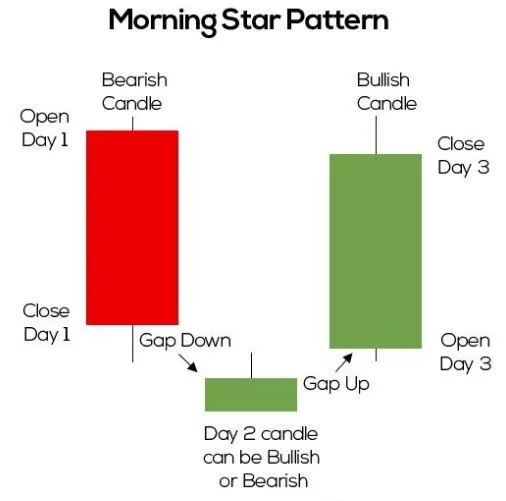 Morning Star Pattern
Bearish
Candle
Bullish
Candle
Open
Day 1
Close
Day 3
Close
Day 1
Gap Down
Open
Day 3
Gap Up
Day 2 candle
can be Bullish
or Bearish